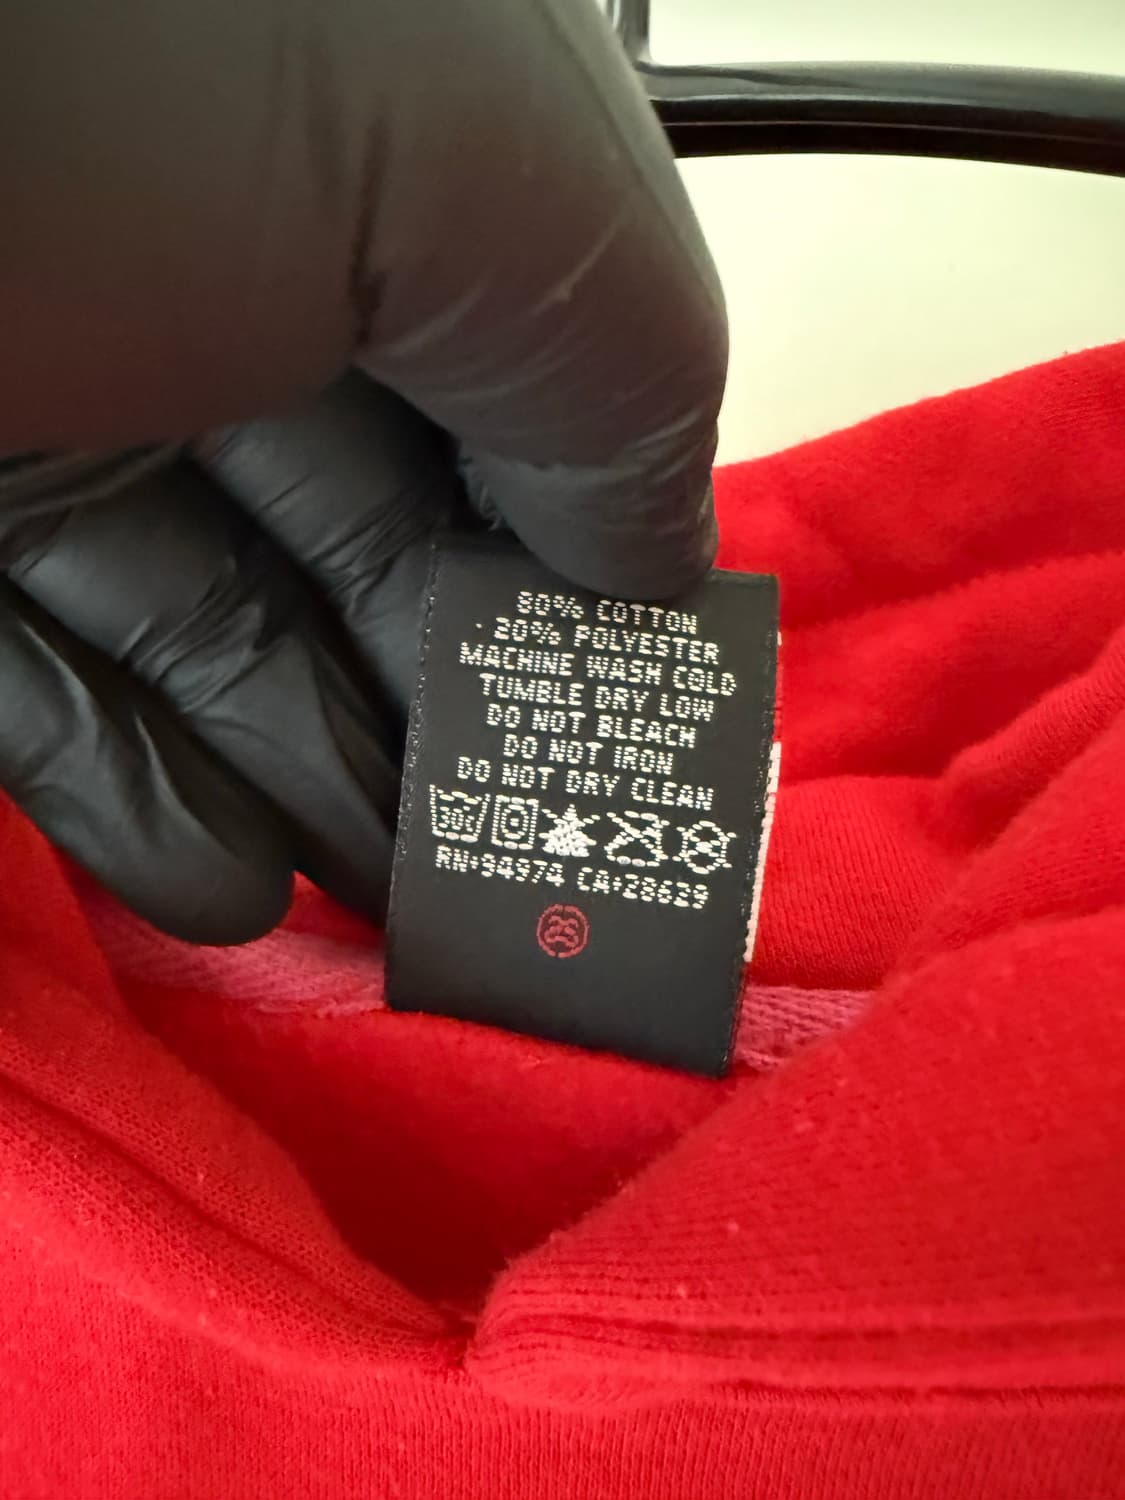 80% COTTON
20% POLYESTER
MACHINE WASH COLD
TUMBLE DRY LOW
DO NOT BLEACH
DO NOT IRON
DO NOT DRY CLEAN
30°
RN:94974 CA:28629